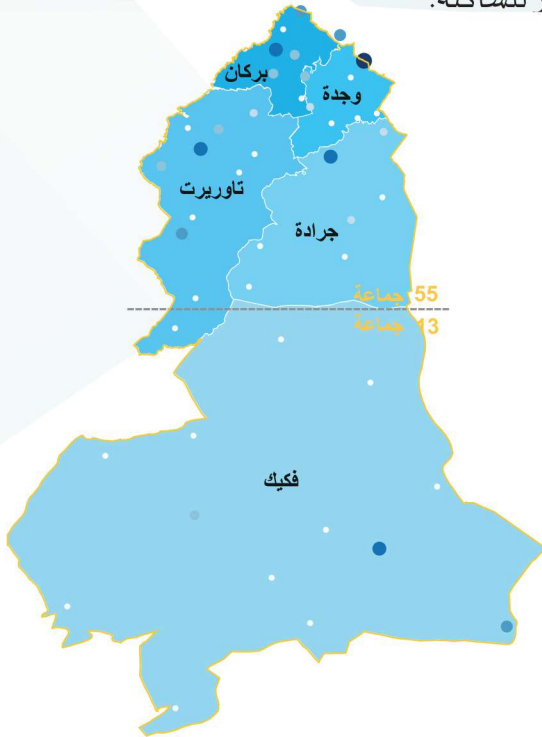 بركان
وجدة
تاوريرت
جرادة
55 جماعة
13 جماعة
فكيك